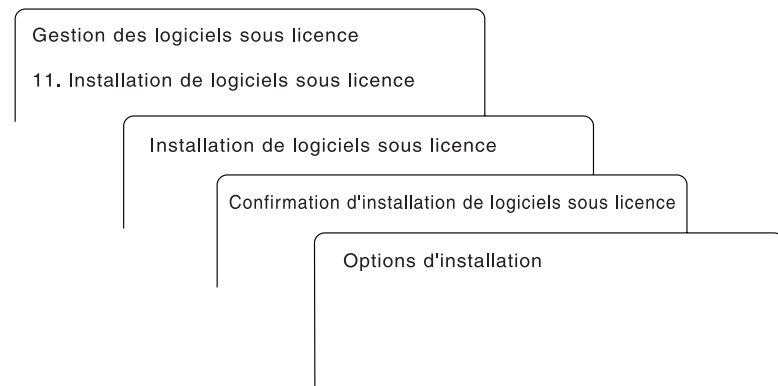 Gestion des logiciels sous licence
11. Installation de logiciels sous licence
Installation de logiciels sous licence
Confirmation d'installation de logiciels sous licence
Options d'installation